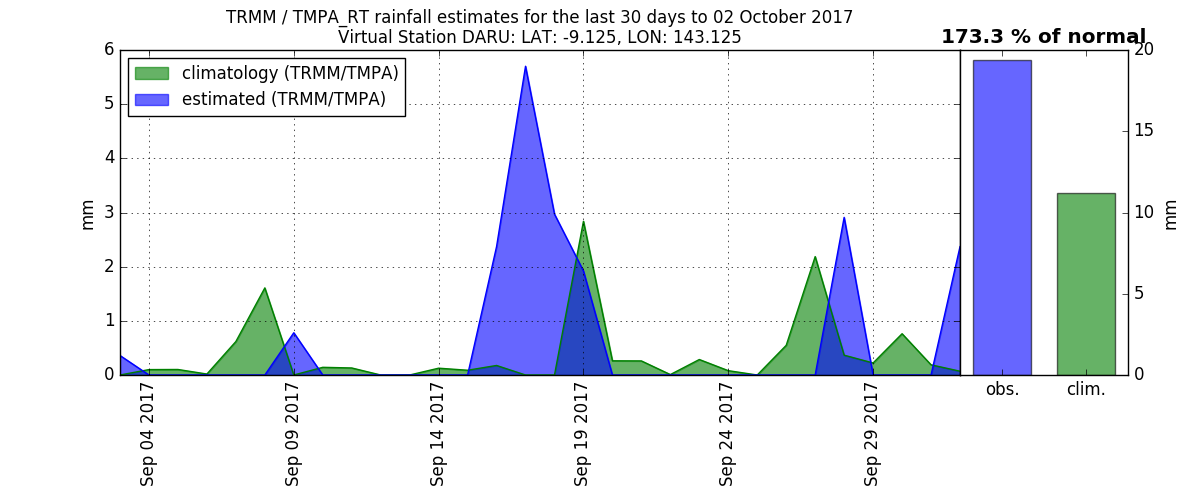 TRMM / TMPA_RT rainfall estimates for the last 30 days to 02 October 2017
Virtual Station DARU: LAT: -9.125, LON: 143.125
173.3 % of normal
climatology (TRMM/TMPA)
estimated (TRMM/TMPA)
6
5
4
3
2
1
0
mm
Sep 04 2017
Sep 09 2017
Sep 14 2017
Sep 19 2017
Sep 24 2017
Sep 29 2017
obs.
clim.
20
15
10
5
0
mm